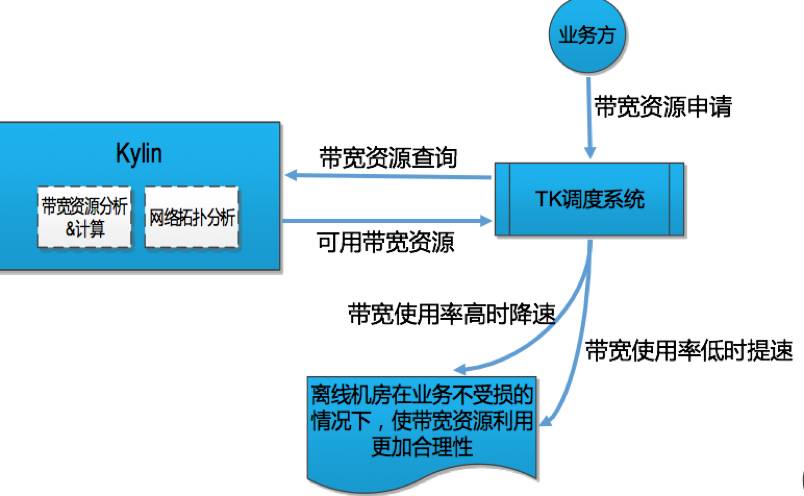 业务方
带宽资源申请
Kylin
带宽资源查询
带宽资源分析
&计算
网络拓扑分析
TK调度系统
可用带宽资源
带宽使用率高时降速
带宽使用率低时提速
离线机房在业务不受损的
情况下，使带宽资源利用
更加合理性